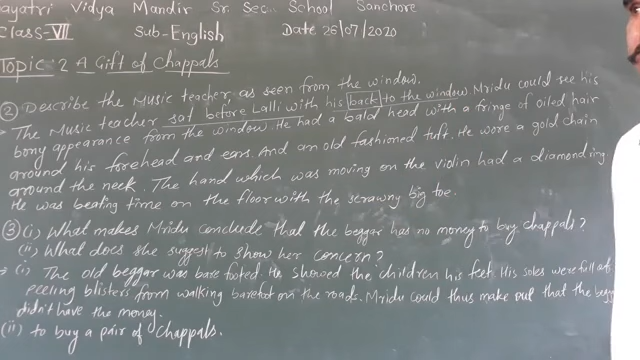 ayatri Vidya Mandir Sr. Sec. School Sanchore
Class-VII Sub-English Date 26/07/2020
Topic 2 A Gift of Chappals
② Describe the Music teacher, as seen from the window.
The Music teacher sat before Lalli with his back to the window Mridu could see his
bony appearance from the window. He had a bald head with a fringe of oiled hair
around his forehead and ears. And an old fashioned tuft. He wore a gold chain
around the neck. The hand which was moving on the violin had a diamond ring
He was beating time on the floor with the scrawny big toe.
③ (i) What makes Mridu conclude that the beggar has no money to buy chappals?
(ii) What does she suggest to show her concern?
→ (i) The old beggar was bare footed. He showed the children his feet. His soles were full of
peeling blisters from walking barefoot on the road. Mridu could thus make out that the begg
didn't have the money.
(ii) to buy a pair of chappals.